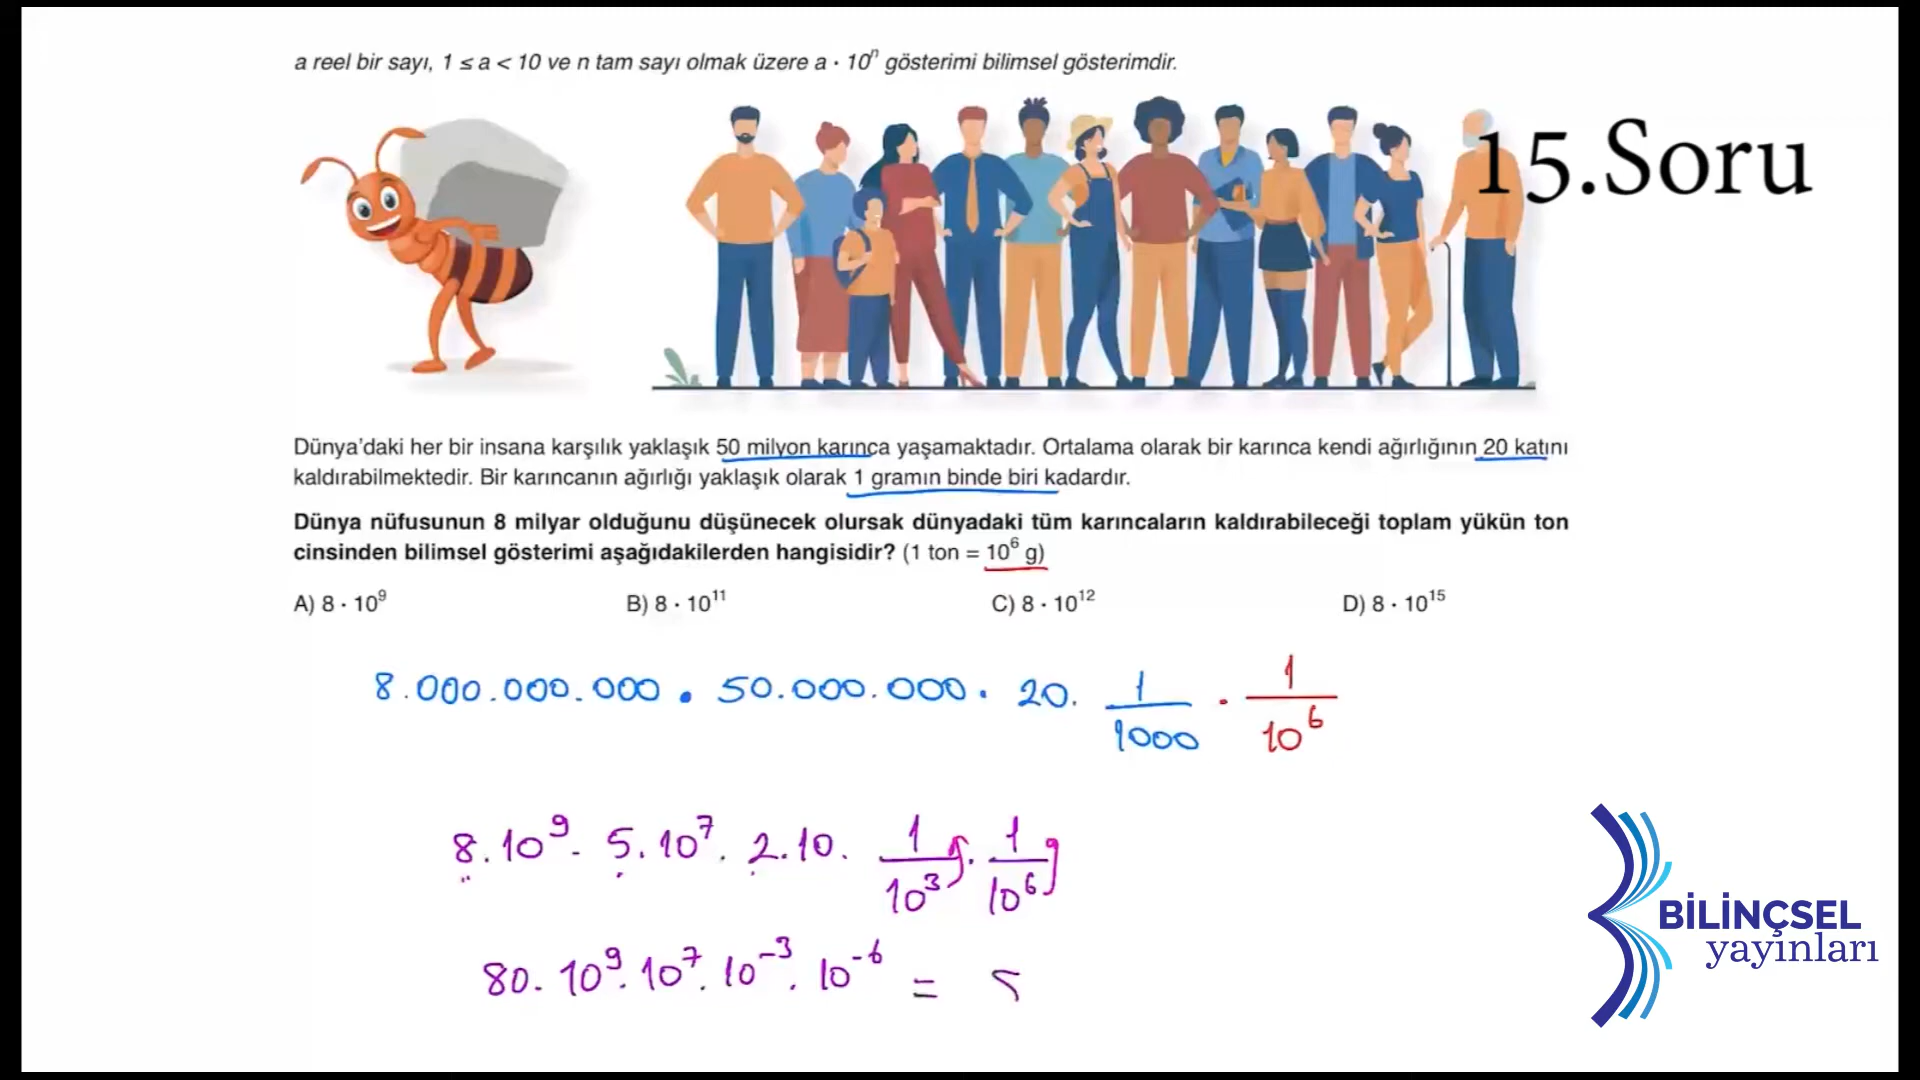 a reel bir sayı, 1 ≤ a < 10 ve n tam sayı olmak üzere a · 10ⁿ gösterimi bilimsel gösterimdir.
15.Soru
Dünya'daki her bir insana karşılık yaklaşık 50 milyon karınca yaşamaktadır. Ortalama olarak bir karınca kendi ağırlığının 20 katını
kaldırabilmektedir. Bir karıncanın ağırlığı yaklaşık olarak 1 gramın binde biri kadardır.
Dünya nüfusunun 8 milyar olduğunu düşünecek olursak dünyadaki tüm karıncaların kaldırabileceği toplam yükün ton
cinsinden bilimsel gösterimi aşağıdakilerden hangisidir? (1 ton = 10⁶ g)
A) 8 · 10⁹ B) 8 · 10¹¹ C) 8 · 10¹² D) 8 · 10¹⁵
8.000.000.000 . 50.000.000 . 20. 1/1000 . 1/10⁶
8.10⁹. 5.10⁷. 2.10. 1/10³ . 1/10⁶
80. 10⁹. 10⁷. 10⁻³. 10⁻⁶ =
BİLİNÇSEL
yayınları